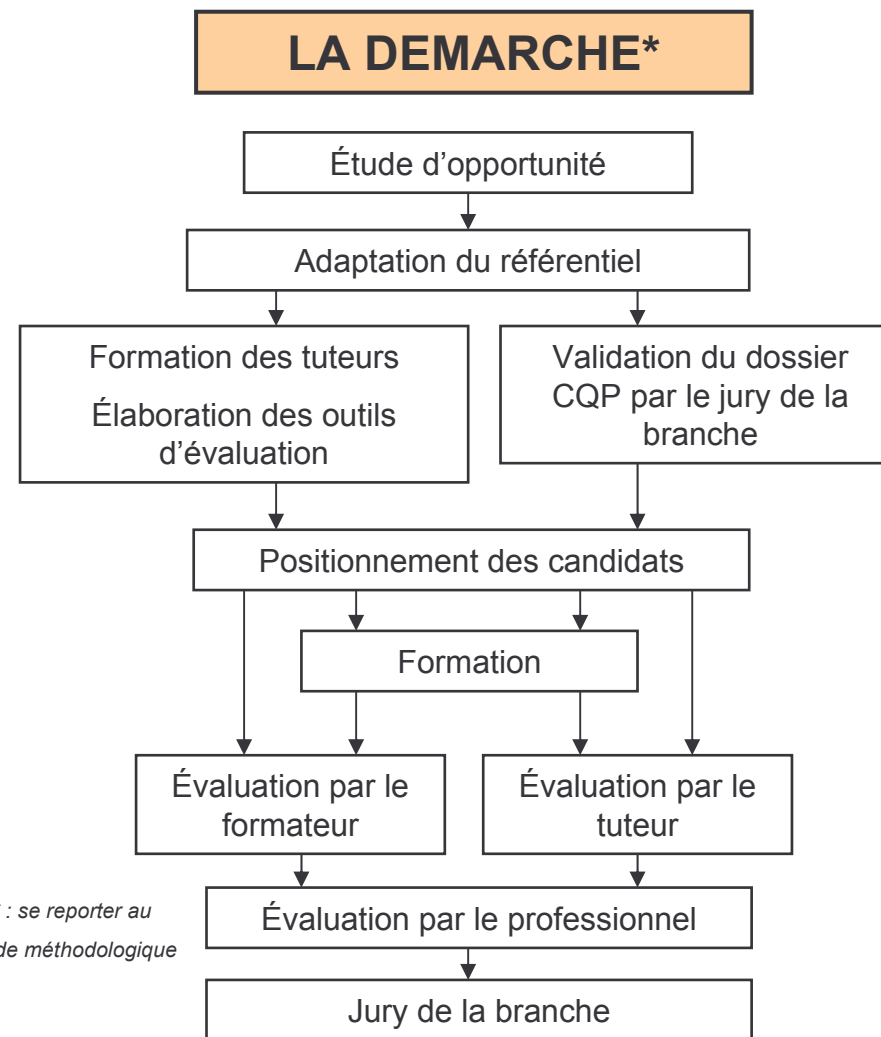 LA DEMARCHE*
Étude d’opportunité
Adaptation du référentiel
Formation des tuteurs
Élaboration des outils
d’évaluation
Validation du dossier
CQP par le jury de la
branche
Positionnement des candidats
Formation
Évaluation par le
formateur
Évaluation par le
tuteur
: se reporter au
de méthodologique
Évaluation par le professionnel
Jury de la branche